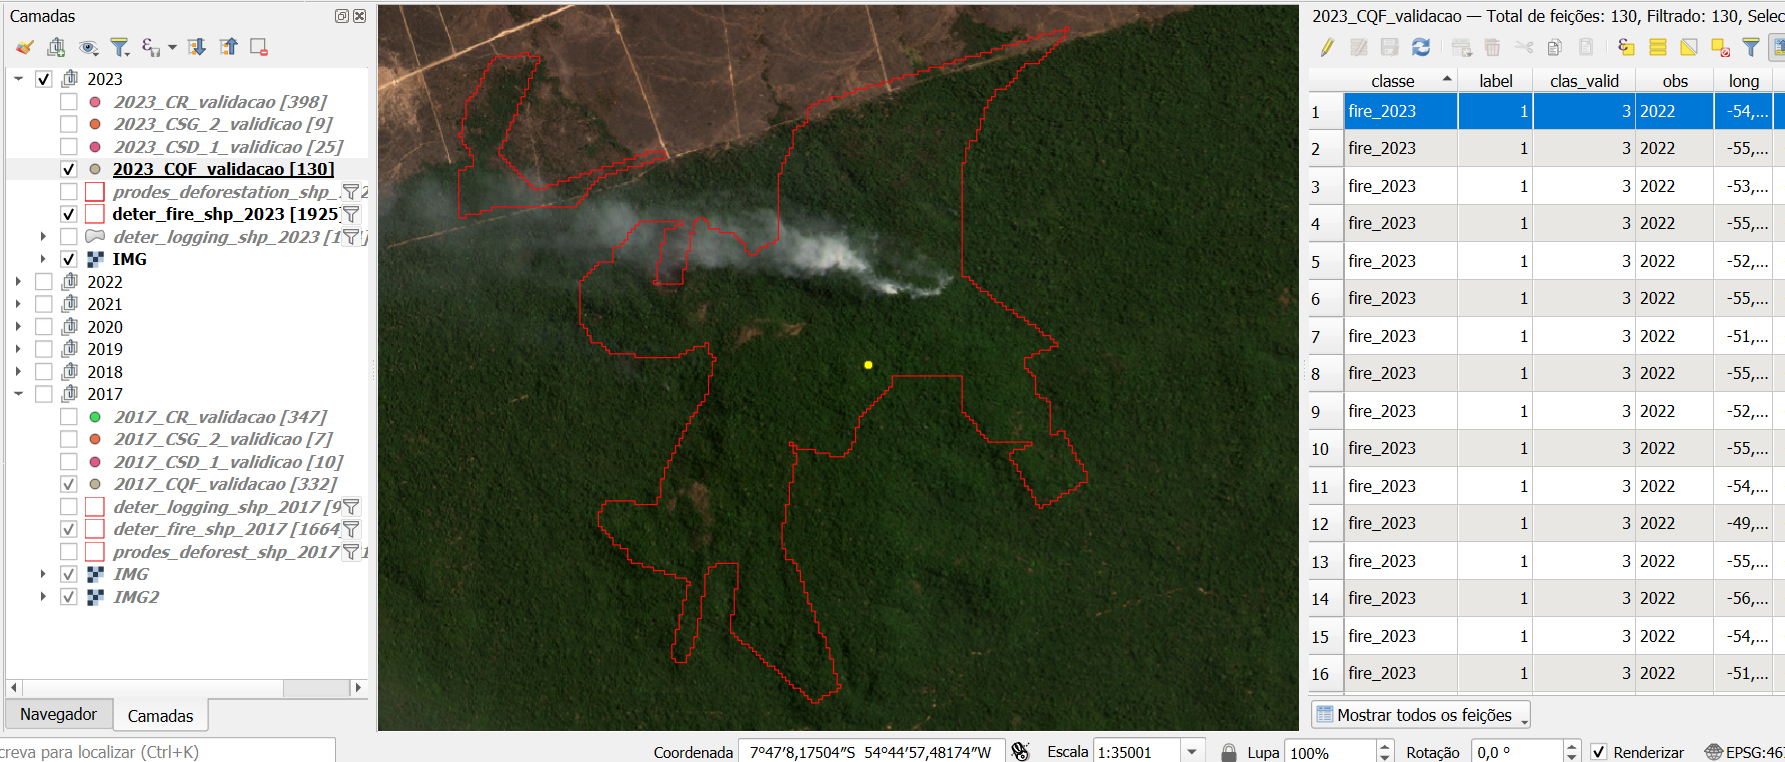 Camadas
2023
2023_CR_validacao [398]
2023_CSG_2_validicao [9]
2023_CSD_1_validacao [25]
2023_CQF_validacao [130]
prodes_deforestation_shp_
deter_fire_shp_2023 [1925]
deter_logging_shp_2023 [1
IMG
2022
2021
2020
2019
2018
2017
2017_CR_validacao [347]
2017_CSG_2_validicao [7]
2017_CSD_1_validacao [10]
2017_CQF_validacao [332]
deter_logging_shp_2017 [9
deter_fire_shp_2017 [1664
prodes_deforest_shp_2017
IMG
IMG2
Navegador Camadas
creva para localizar (Ctrl+K)
2023_CQF_validacao — Total de feições: 130, Filtrado: 130, Selec
classe label clas_valid obs long
1 fire_2023 1 3 2022 -54,...
2 fire_2023 1 3 2022 -55,...
3 fire_2023 1 3 2022 -53,...
4 fire_2023 1 3 2022 -55,...
5 fire_2023 1 3 2022 -52,...
6 fire_2023 1 3 2022 -55,...
7 fire_2023 1 3 2022 -51,...
8 fire_2023 1 3 2022 -55,...
9 fire_2023 1 3 2022 -52,...
10 fire_2023 1 3 2022 -55,...
11 fire_2023 1 3 2022 -54,...
12 fire_2023 1 3 2022 -49,...
13 fire_2023 1 3 2022 -55,...
14 fire_2023 1 3 2022 -56,...
15 fire_2023 1 3 2022 -54,...
16 fire_2023 1 3 2022 -51,...
Mostrar todos os feições
Coordenada 7°47′8,17504″S 54°44′57,48174″W Escala 1:35001 Lupa 100% Rotação 0,0 ° Renderizar EPSG:46